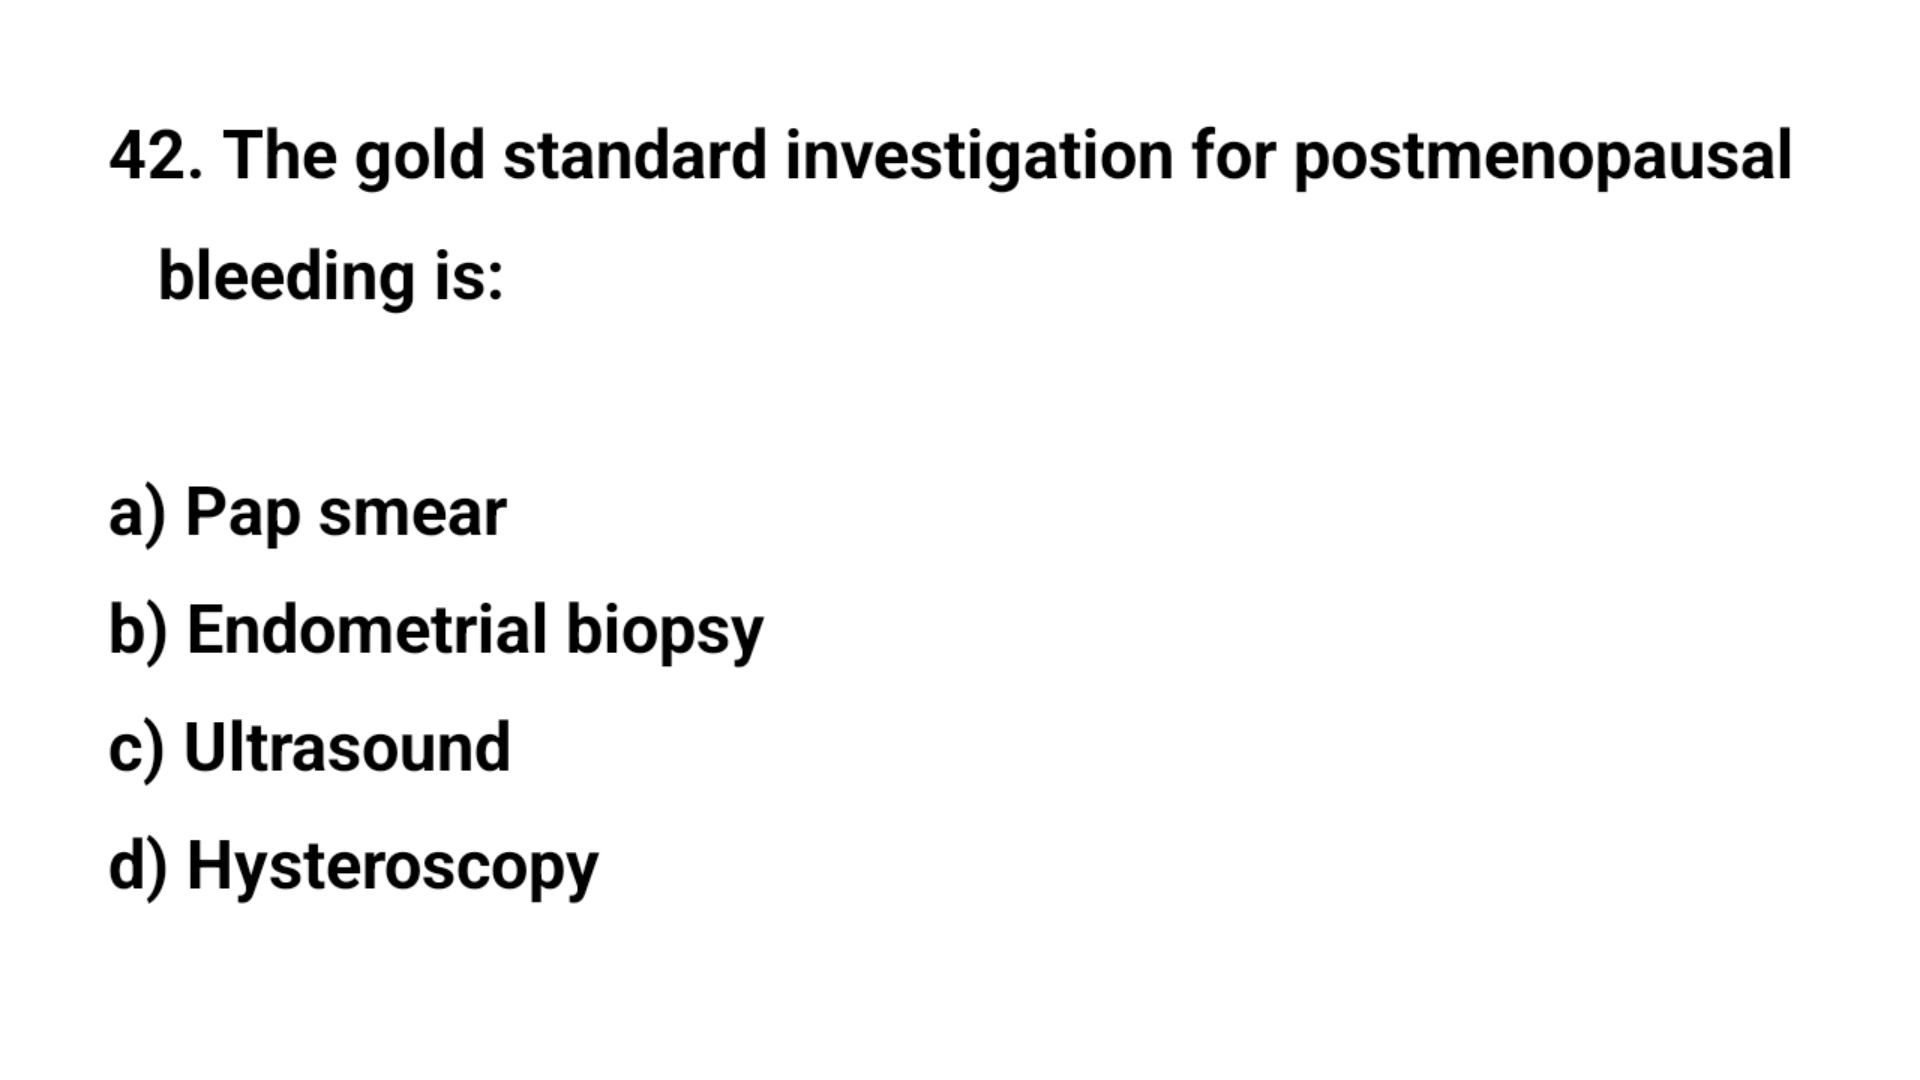 42. The gold standard investigation for postmenopausal
bleeding is:
a) Pap smear
b) Endometrial biopsy
c) Ultrasound
d) Hysteroscopy